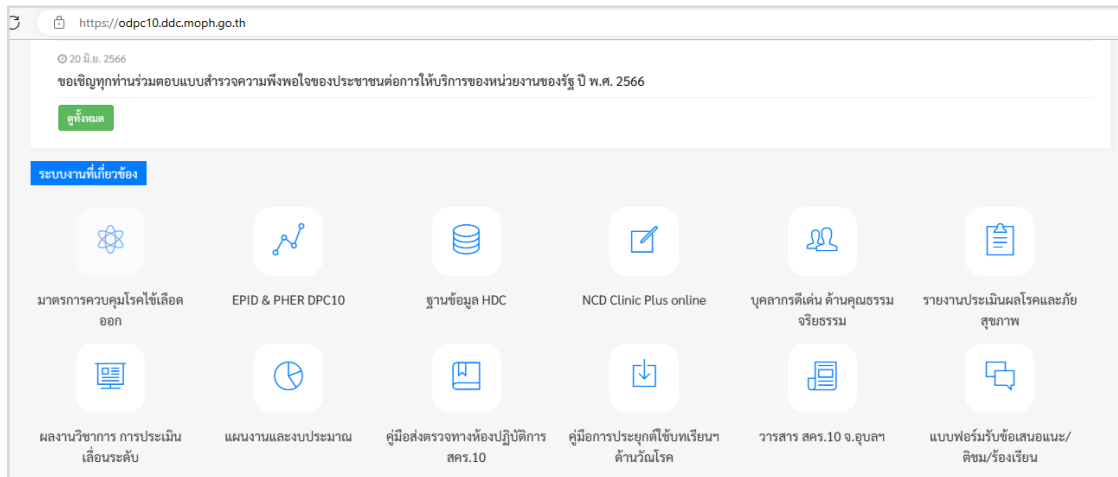 https://odpc10.ddc.moph.go.th
20 มิ.ย. 2566
ขอเชิญทุกท่านร่วมตอบแบบสำรวจความพึงพอใจของประชาชนต่อการให้บริการของหน่วยงานของรัฐ ปี พ.ศ. 2566
ดูทั้งหมด
ระบบงานที่เกี่ยวข้อง
มาตรการควบคุมโรคไข้เลือด
ออก
EPID & PHER DPC10
ฐานข้อมูล HDC
NCD Clinic Plus online
บุคลากรดีเด่น ด้านคุณธรรม
จริยธรรม
รายงานประเมินผลโรคและภัย
สุขภาพ
ผลงานวิชาการ การประเมิน
เลื่อนระดับ
แผนงานและงบประมาณ
คู่มือส่งตรวจทางห้องปฏิบัติการ
สคร.10
คู่มือการประยุกต์ใช้บทเรียนฯ
ด้านวัณโรค
วารสาร สคร.10 จ.อุบลฯ
แบบฟอร์มรับข้อเสนอแนะ/
ติชม/ร้องเรียน